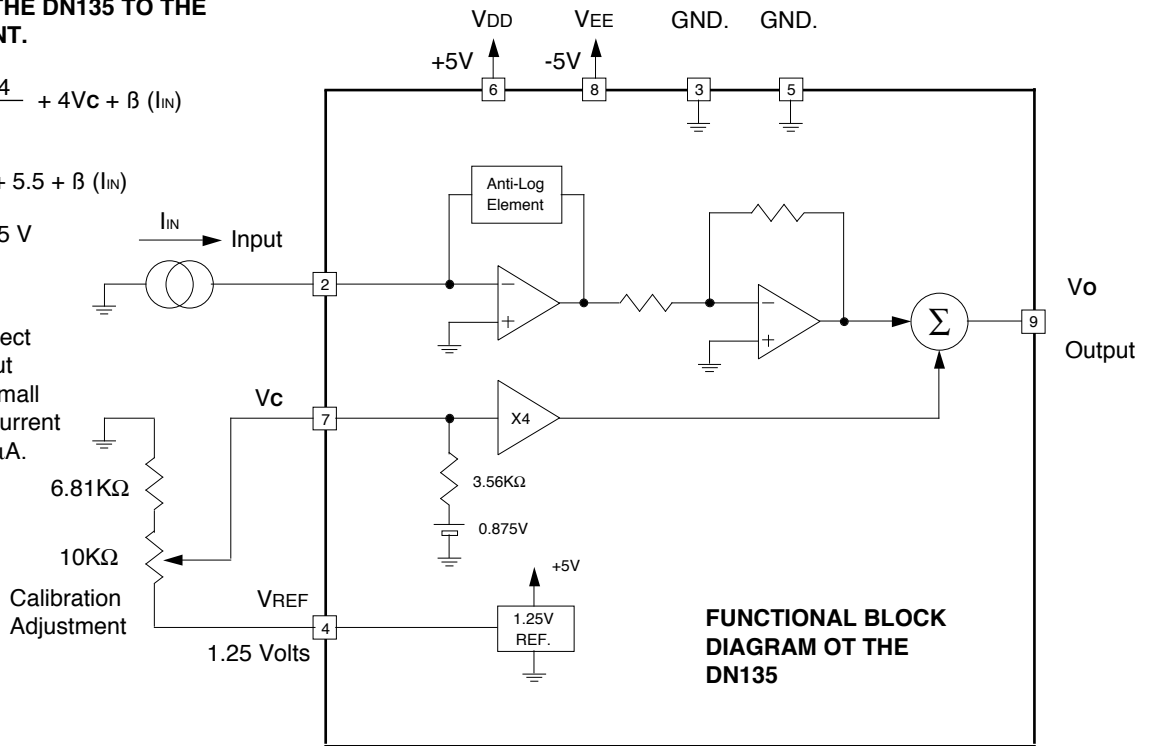 THE DN135 TO THE
NT.
4
+ 4VC + ß (IIN)
+ 5.5 + ß (IIN)
5 V
ect
ut
mall
urrent
µA.
VDD
VEE
GND.
GND.
+5V
-5V
6
8
3
5
Anti-Log
Element
IIN
Input
2
−
+
−
+
Σ
9
VO
Output
VC
7
X4
6.81KΩ
3.56KΩ
0.875V
10KΩ
Calibration
Adjustment
VREF
4
1.25 Volts
+5V
1.25V
REF.
FUNCTIONAL BLOCK
DIAGRAM OT THE
DN135